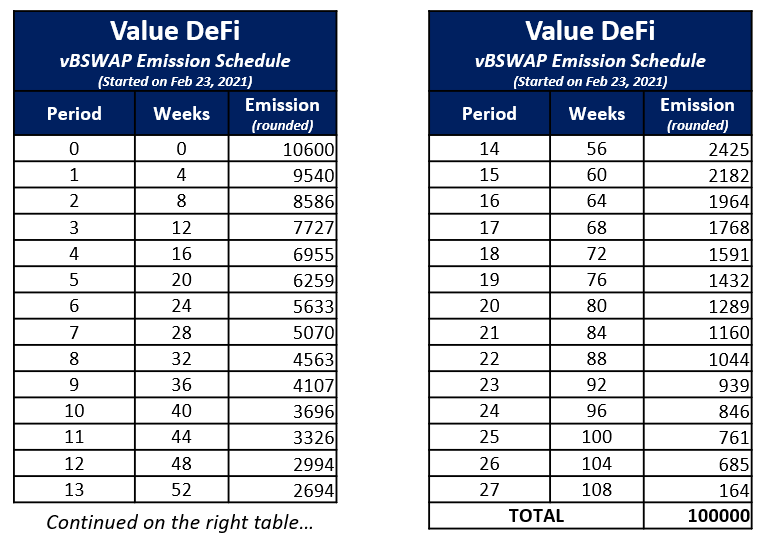 Value DeFi
vBSWAP Emission Schedule
(Started on Feb 23, 2021)
Period Weeks Emission
(rounded)
0 0 10600
1 4 9540
2 8 8586
3 12 7727
4 16 6955
5 20 6259
6 24 5633
7 28 5070
8 32 4563
9 36 4107
10 40 3696
11 44 3326
12 48 2994
13 52 2694
Continued on the right table...
Value DeFi
vBSWAP Emission Schedule
(Started on Feb 23, 2021)
Period Weeks Emission
(rounded)
14 56 2425
15 60 2182
16 64 1964
17 68 1768
18 72 1591
19 76 1432
20 80 1289
21 84 1160
22 88 1044
23 92 939
24 96 846
25 100 761
26 104 685
27 108 164
TOTAL 100000